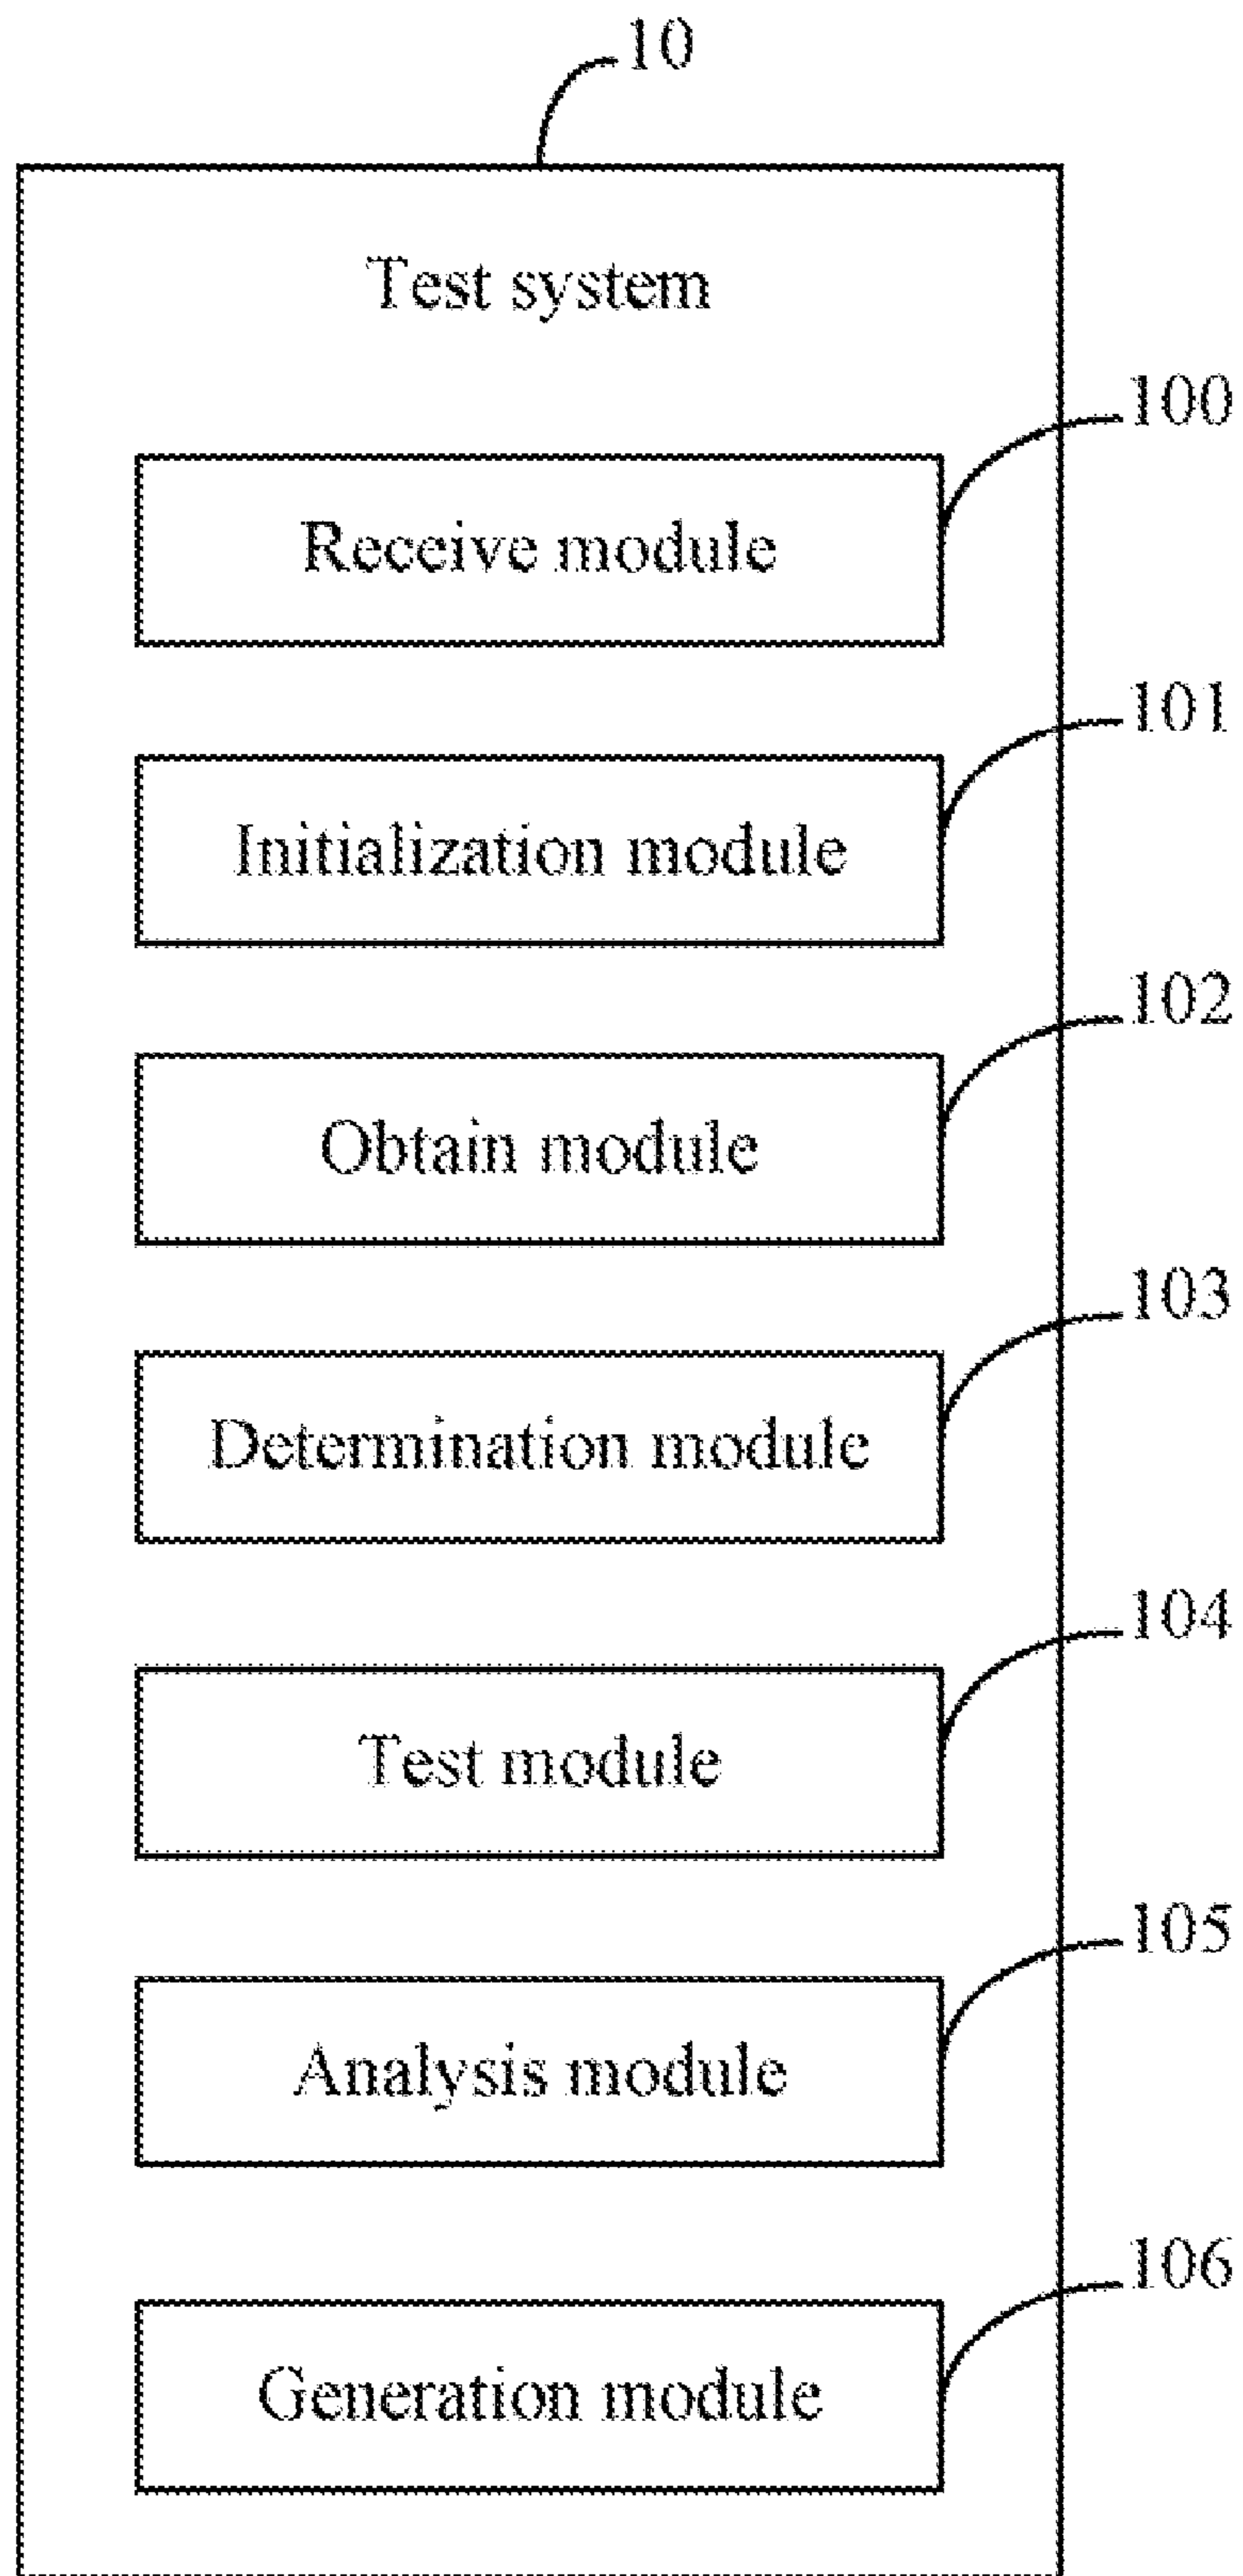 10
Test system
100
Receive module
101
Initialization module
102
Obtain module
103
Determination module
104
Test module
105
Analysis module
106
Generation module